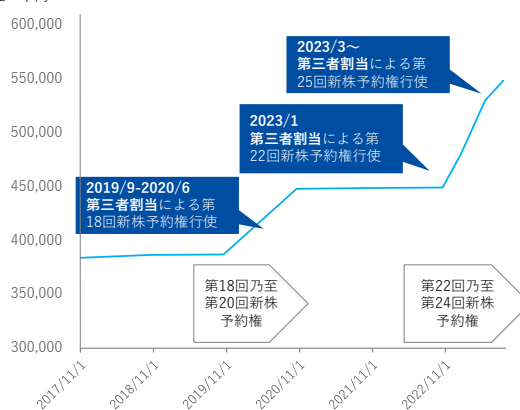 600,000
2023/3～
第三者割当による第
25回新株予約権行使
550,000
2023/1
第三者割当による第
22回新株予約権行使
500,000
450,000
2019/9-2020/6
第三者割当による第
18回新株予約権行使
400,000
第18回乃至
第20回新株
予約権
第22回乃至
第24回新株
予約権
350,000
300,000
2017/11/1
2018/11/1
2019/11/1
2020/11/1
2021/11/1
2022/11/1